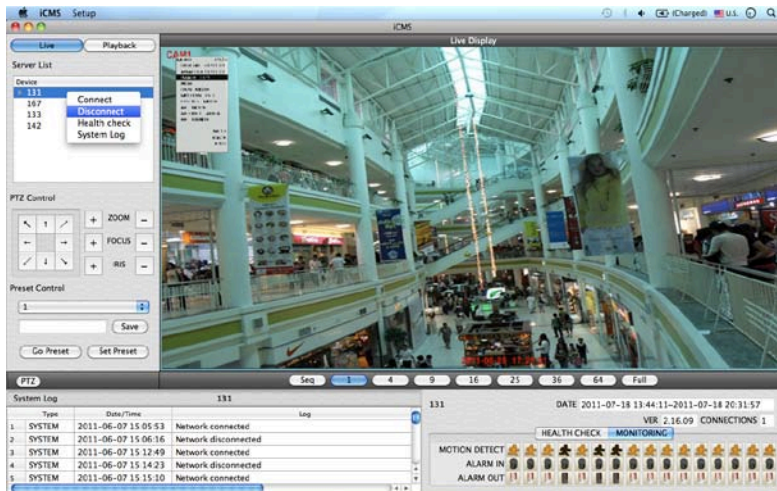 iCMS Setup
(Charged) U.S.
iCMS
Live Playback
Live Display
Server List
Device
131
167
133
142
Connect
Disconnect
Health check
System Log
CAM1
PTZ Control
+ ZOOM −
+ FOCUS −
+ IRIS −
Preset Control
1
Save
Go Preset Set Preset
PTZ
Seq 1 4 9 16 25 36 64 Full
System Log 131
Type Date/Time Log
1 SYSTEM 2011-06-07 15:05:53 Network connected
2 SYSTEM 2011-06-07 15:06:16 Network disconnected
3 SYSTEM 2011-06-07 15:12:49 Network connected
4 SYSTEM 2011-06-07 15:14:23 Network disconnected
5 SYSTEM 2011-06-07 15:15:10 Network connected
131 DATE 2011-07-18 13:44:11~2011-07-18 20:31:57
VER 2.16.09 CONNECTIONS 1
HEALTH CHECK MONITORING
MOTION DETECT
ALARM IN
ALARM OUT